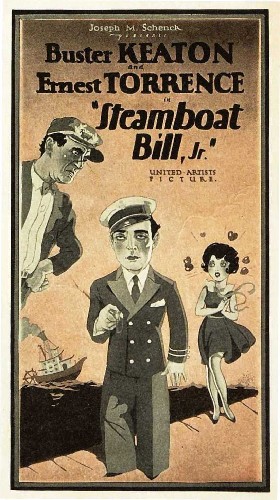 Joseph M. Schenck
presents
Buster KEATON
and
Ernest TORRENCE
in
"Steamboat
Bill, Jr."
UNITED ARTISTS
PICTURE.